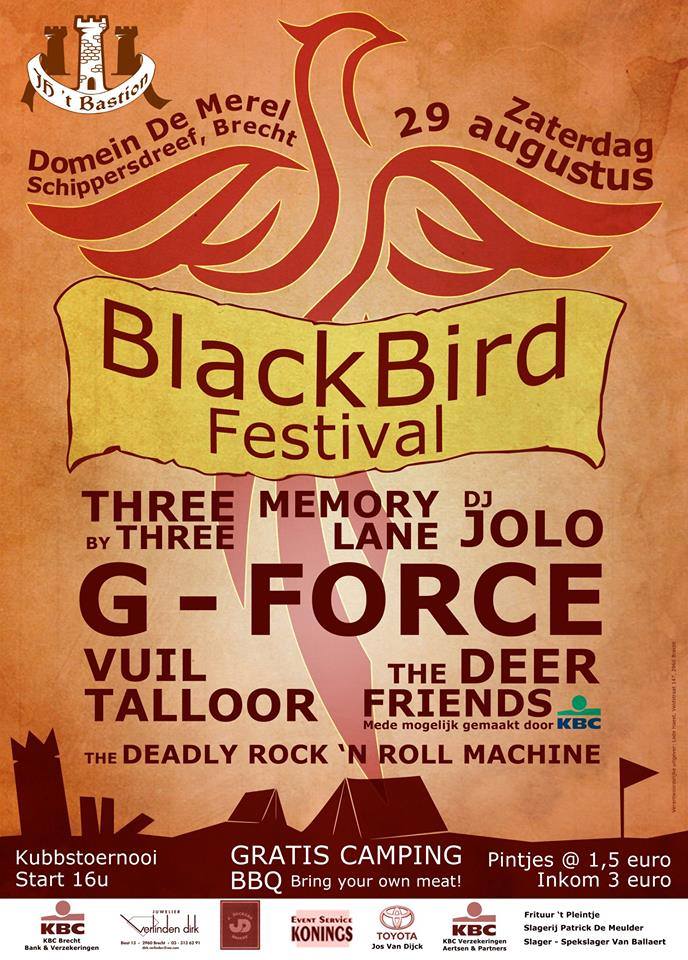 JH 't Bastion
Domein De Merel
Schippersdreef, Brecht
Zaterdag
29 augustus
BlackBird
Festival
THREE
BY THREE
MEMORY
LANE
DJ
JOLO
G - FORCE
VUIL
TALLOOR
THE DEER
FRIENDS
Mede mogelijk gemaakt door KBC
THE DEADLY ROCK 'N ROLL MACHINE
Kubbstoernooi
Start 16u
GRATIS CAMPING
BBQ Bring your own meat!
Pintjes @ 1,5 euro
Inkom 3 euro
KBC
KBC Brecht
Bank & Verzekeringen
JUWELIER
Verlinden dirk
EVENT SERVICE
KONINGS
TOYOTA
Jos Van Dijck
KBC
KBC Verzekeringen
Aertsen & Partners
Frituur 't Pleintje
Slagerij Patrick De Meulder
Slager - Spekslager Van Ballaert